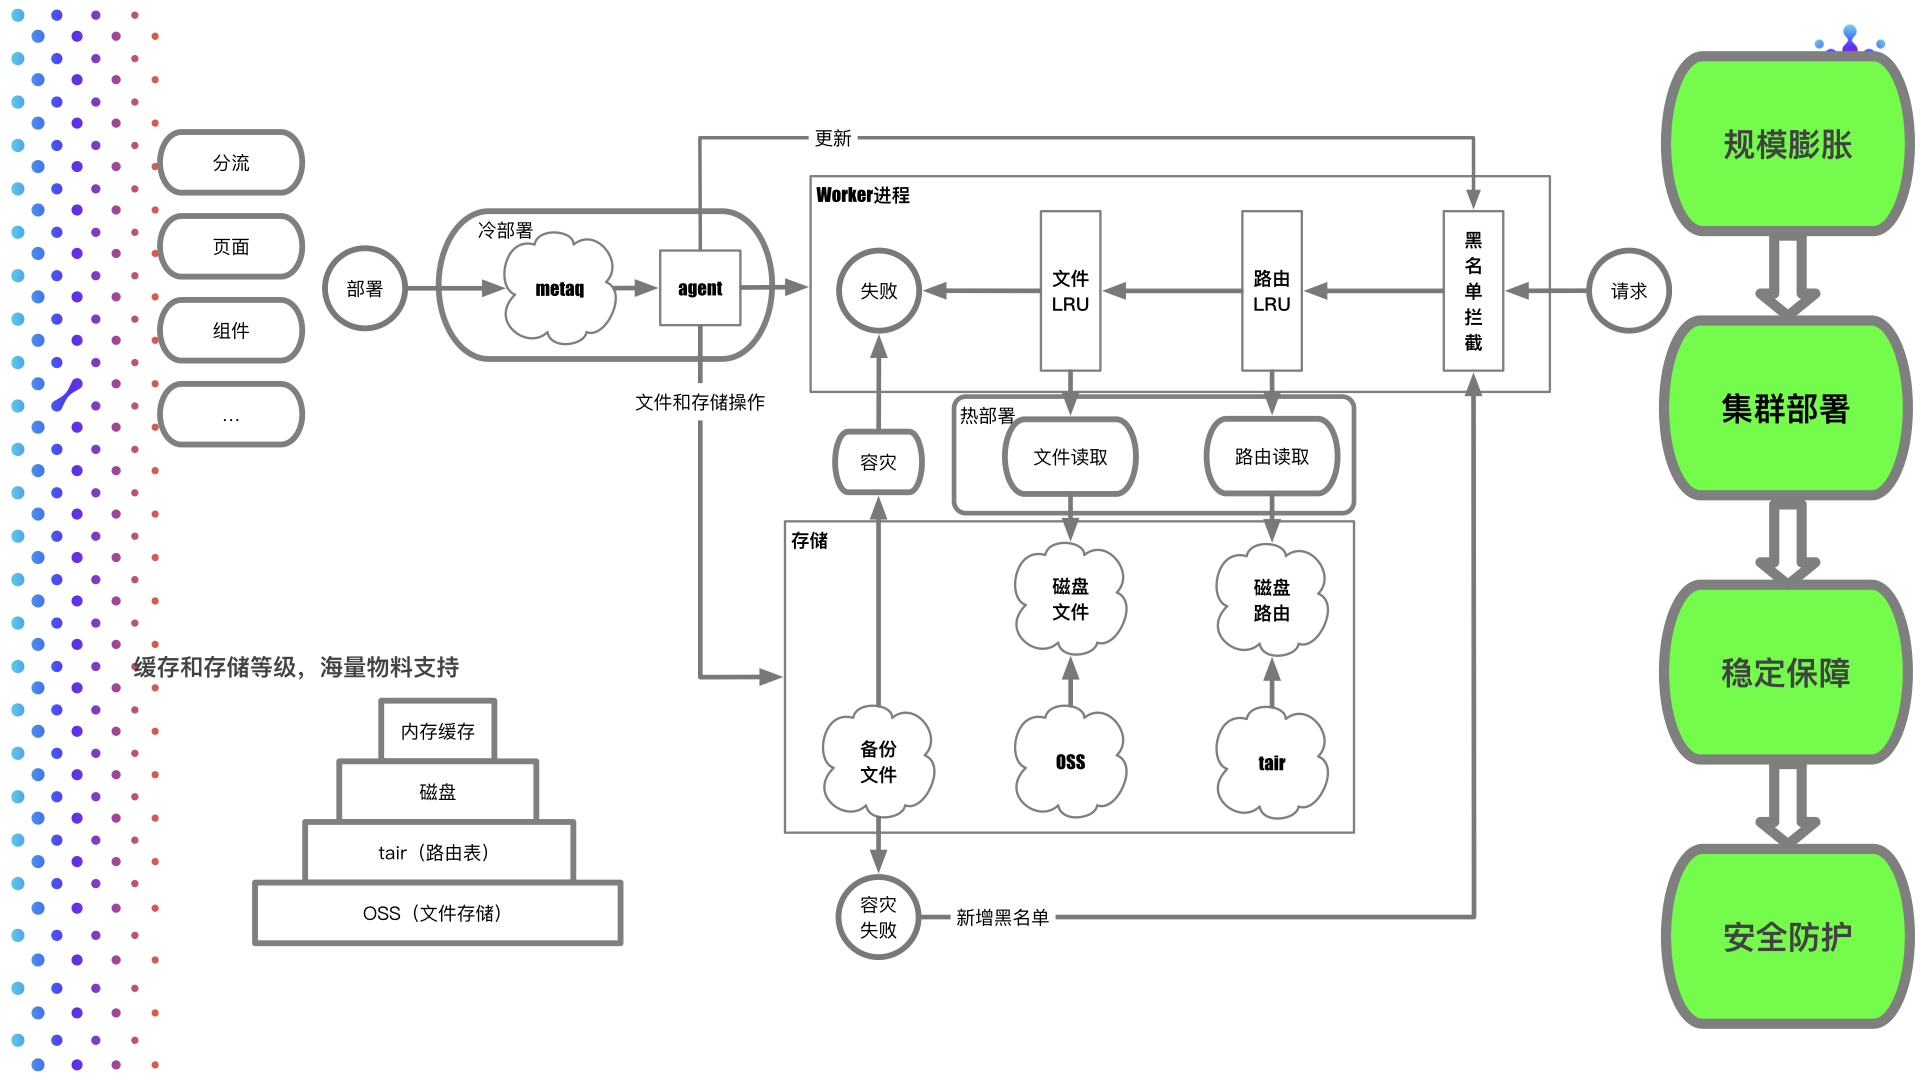 分流
页面
组件
...
部署
冷部署
metaq
agent
更新
文件和存储操作
Worker进程
失败
文件
LRU
路由
LRU
黑
名
单
拦
截
请求
热部署
容灾
文件读取
路由读取
存储
磁盘
文件
磁盘
路由
备份
文件
OSS
tair
容灾
失败
新增黑名单
缓存和存储等级，海量物料支持
内存缓存
磁盘
tair（路由表）
OSS（文件存储）
规模膨胀
集群部署
稳定保障
安全防护